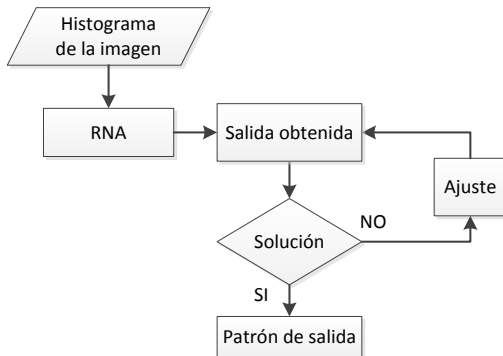 Histograma
de la imagen
RNA
Salida obtenida
Ajuste
Solución
NO
SI
Patrón de salida